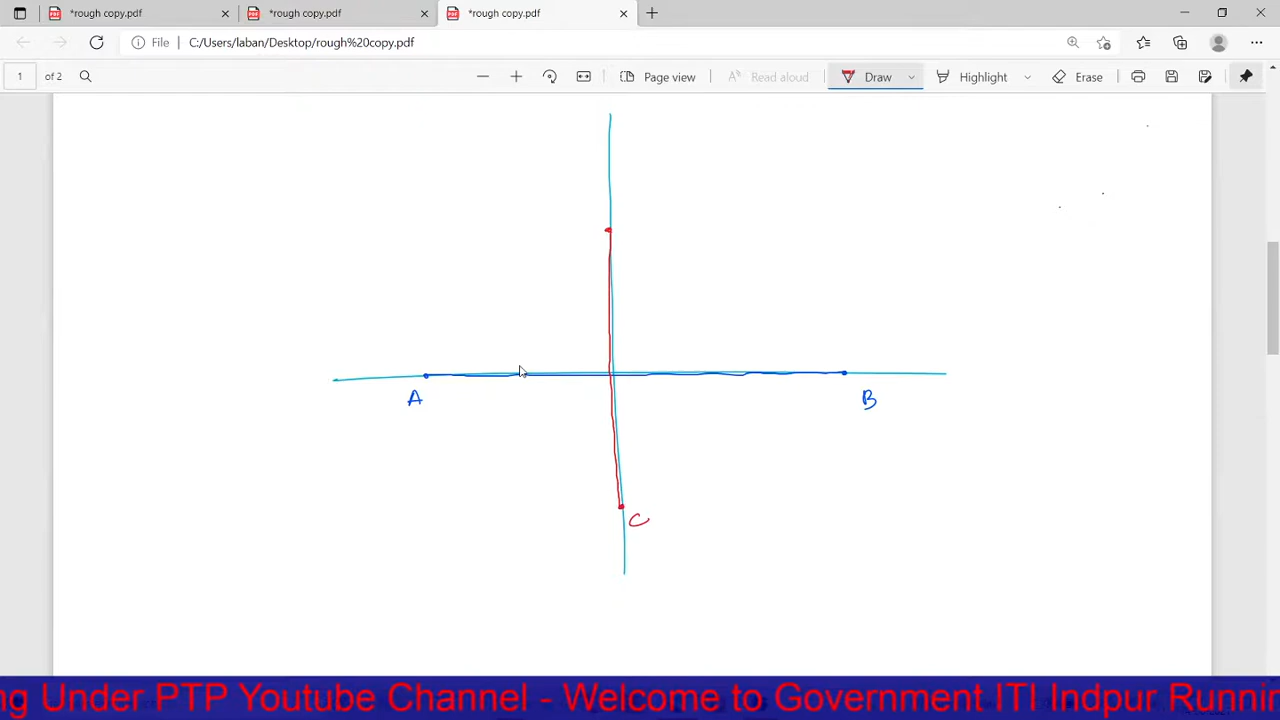 *rough copy.pdf
*rough copy.pdf
*rough copy.pdf
File
C:/Users/laban/Desktop/rough%20copy.pdf
1 of 2
Page view
Read aloud
Draw
Highlight
Erase
A
B
C
ng Under PTP Youtube Channel - Welcome to Government ITI Indpur Runnin